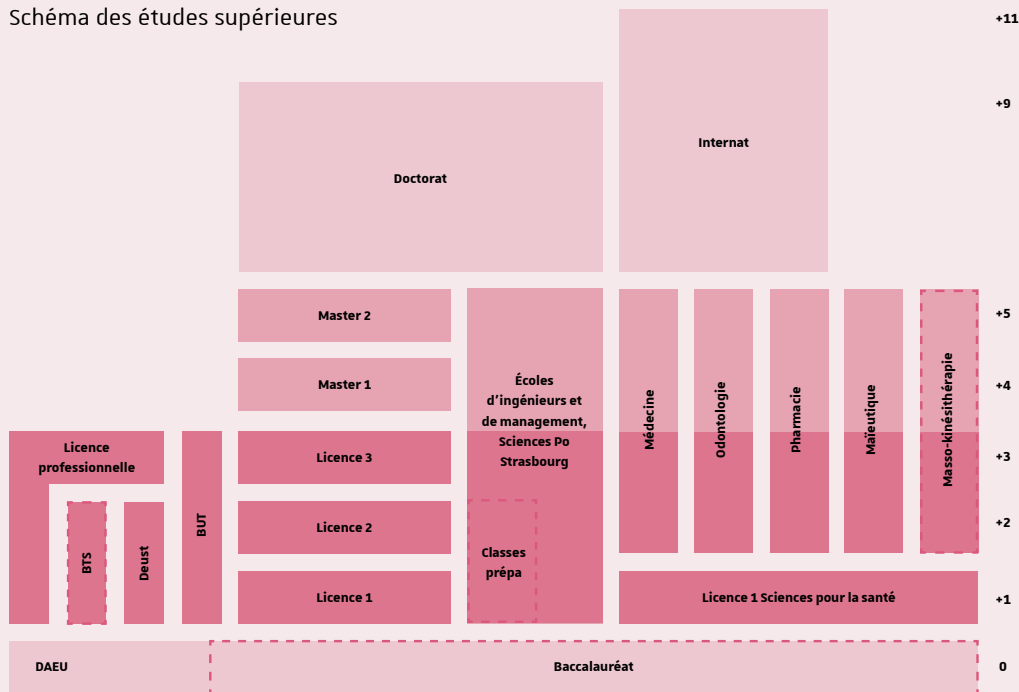 Schéma des études supérieures
+11
+9
Internat
Doctorat
Master 2
+5
Master 1
+4
Écoles
d'ingénieurs et
de management,
Sciences Po
Strasbourg
Médecine
Odontologie
Pharmacie
Maïeutique
Masso-kinésithérapie
Licence
professionnelle
Licence 3
+3
BTS
Deust
BUT
Licence 2
+2
Classes
prépa
Licence 1
Licence 1 Sciences pour la santé
+1
DAEU
Baccalauréat
0